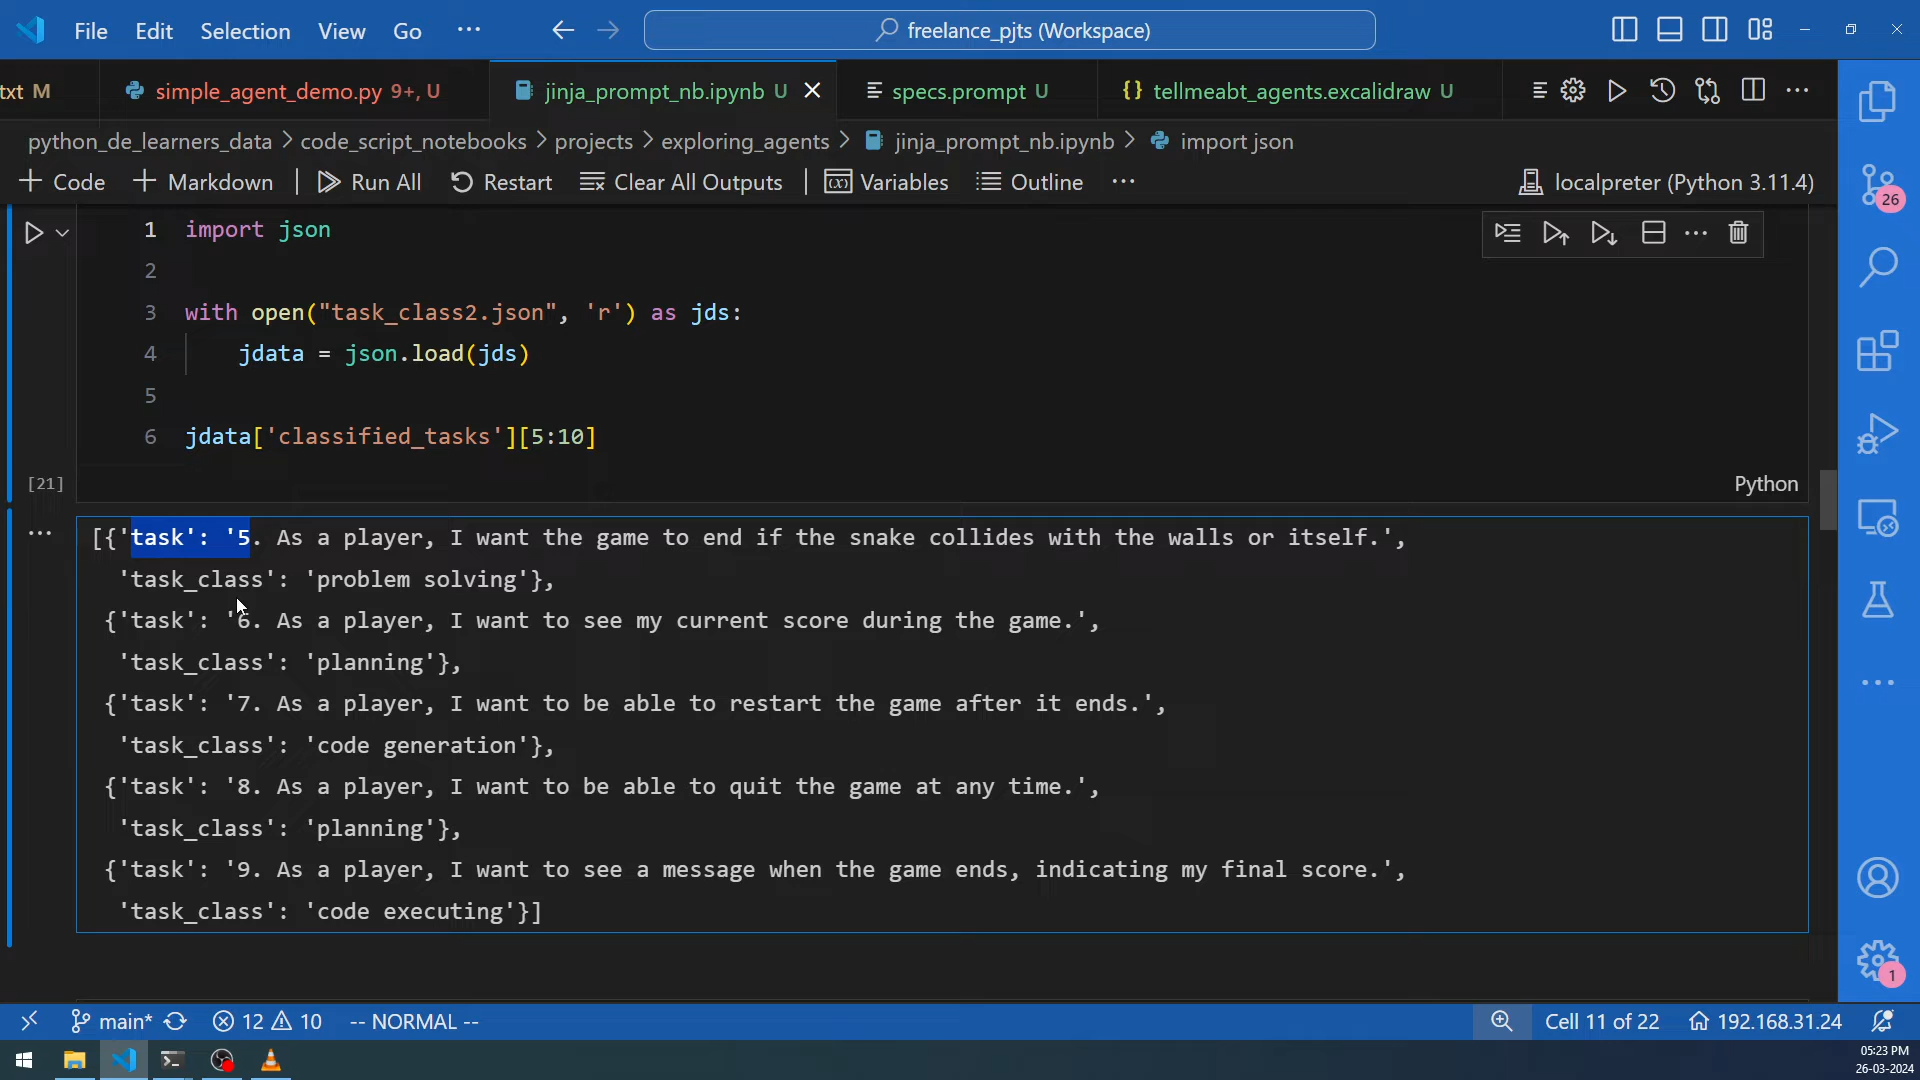 File Edit Selection View Go ··· freelance_pjts (Workspace)
txt M simple_agent_demo.py 9+, U jinja_prompt_nb.ipynb U specs.prompt U tellmeabt_agents.excalidraw U
python_de_learners_data > code_script_notebooks > projects > exploring_agents > jinja_prompt_nb.ipynb > import json
+ Code + Markdown | Run All Restart Clear All Outputs | Variables Outline ··· localpreter (Python 3.11.4)
1 import json
2
3 with open("task_class2.json", 'r') as jds:
4 jdata = json.load(jds)
5
6 jdata['classified_tasks'][5:10]
[21] Python
[{'task': '5. As a player, I want the game to end if the snake collides with the walls or itself.',
'task_class': 'problem solving'},
{'task': '6. As a player, I want to see my current score during the game.',
'task_class': 'planning'},
{'task': '7. As a player, I want to be able to restart the game after it ends.',
'task_class': 'code generation'},
{'task': '8. As a player, I want to be able to quit the game at any time.',
'task_class': 'planning'},
{'task': '9. As a player, I want to see a message when the game ends, indicating my final score.',
'task_class': 'code executing'}]
26
1
main* 12 10 -- NORMAL -- Cell 11 of 22 192.168.31.24
05:23 PM
26-03-2024